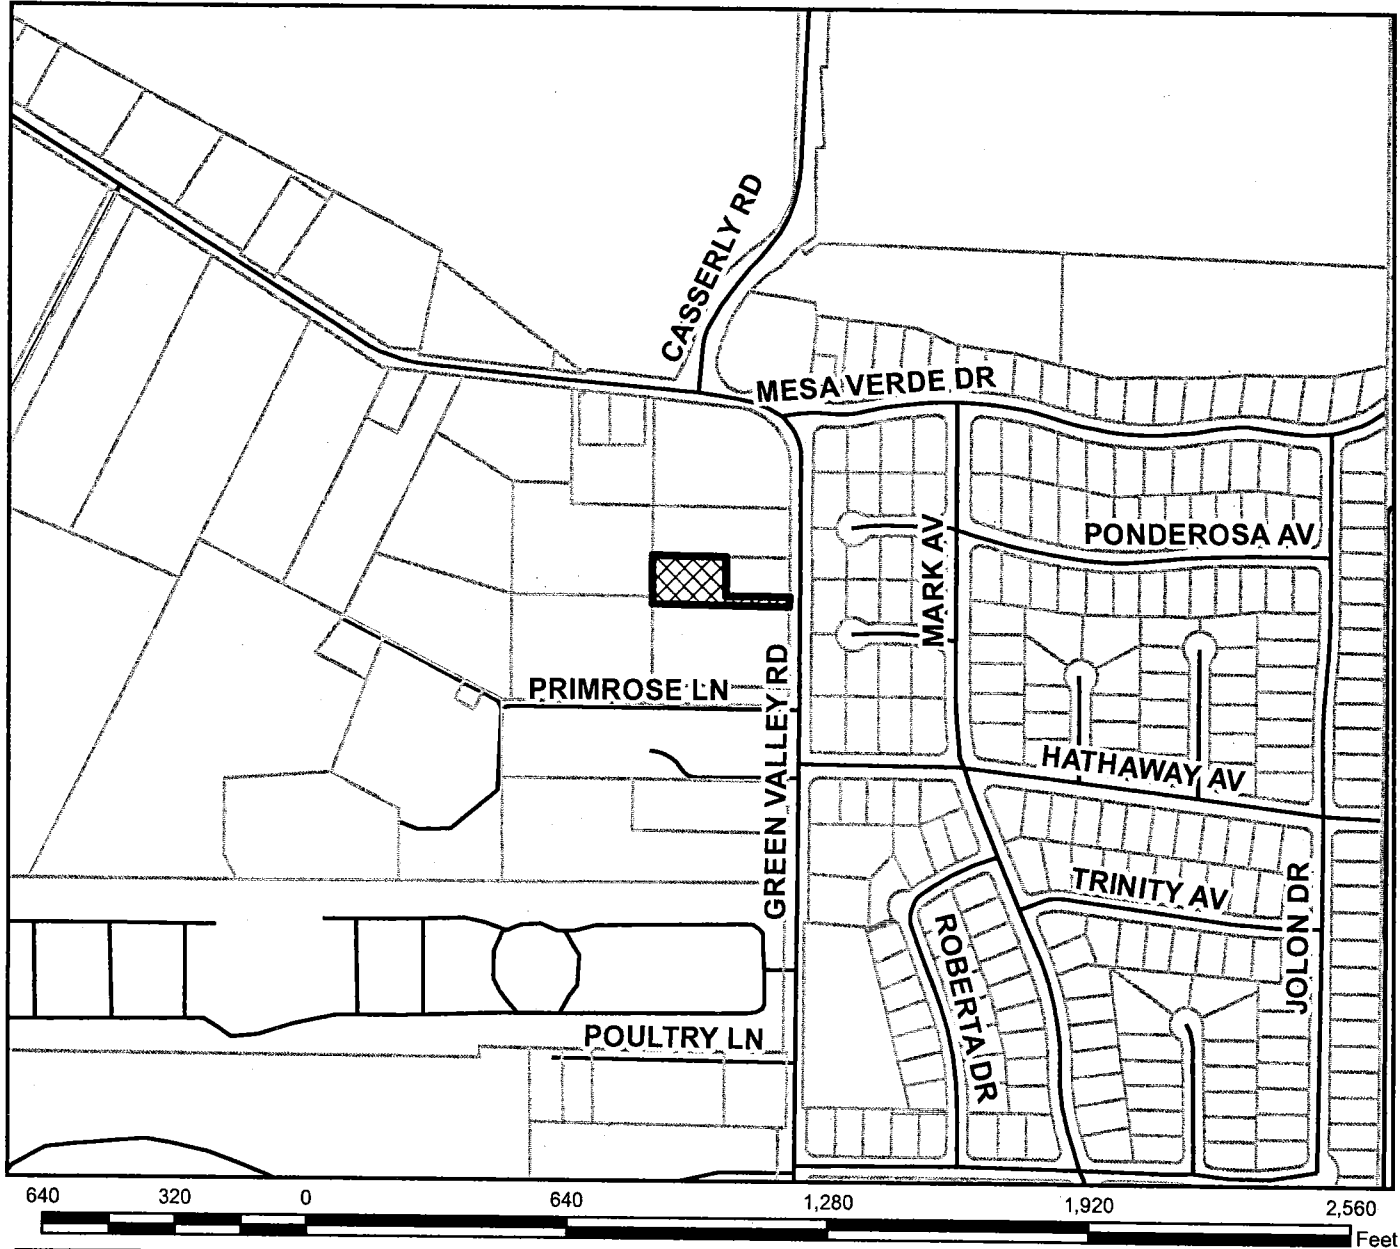 CASSERLY RD
MESA VERDE DR
PONDEROSA AV
MARK AV
PRIMROSE LN
GREEN VALLEY RD
HATHAWAY AV
TRINITY AV
JOLON DR
ROBERTA DR
POULTRY LN
640 320 0 640 1,280 1,920 2,560
Feet